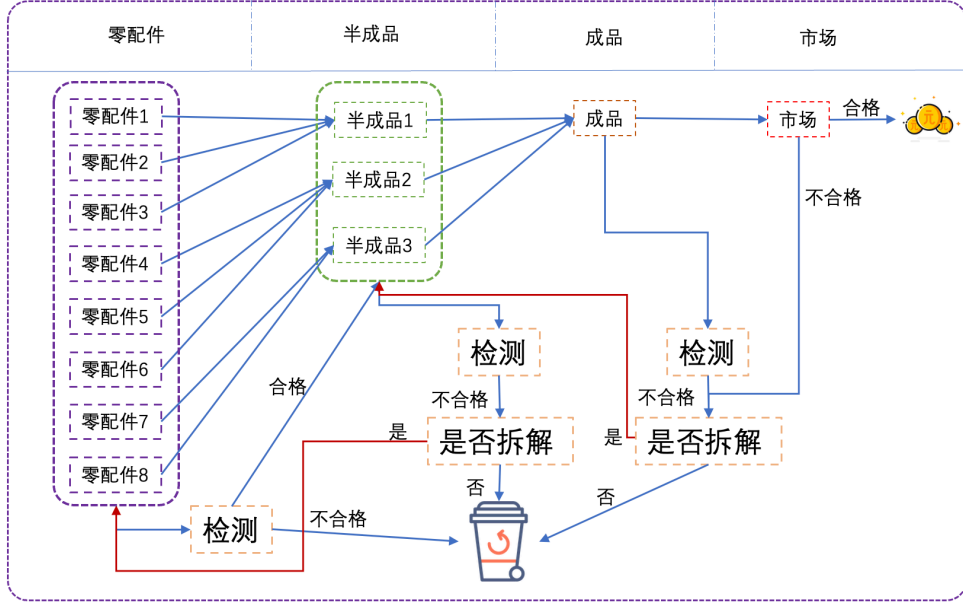 零配件
半成品
成品
市场
零配件1
零配件2
零配件3
零配件4
零配件5
零配件6
零配件7
零配件8
半成品1
半成品2
半成品3
成品
市场
合格
元
不合格
检测
检测
合格
不合格
不合格
是
是否拆解
是
是否拆解
否
否
检测
不合格